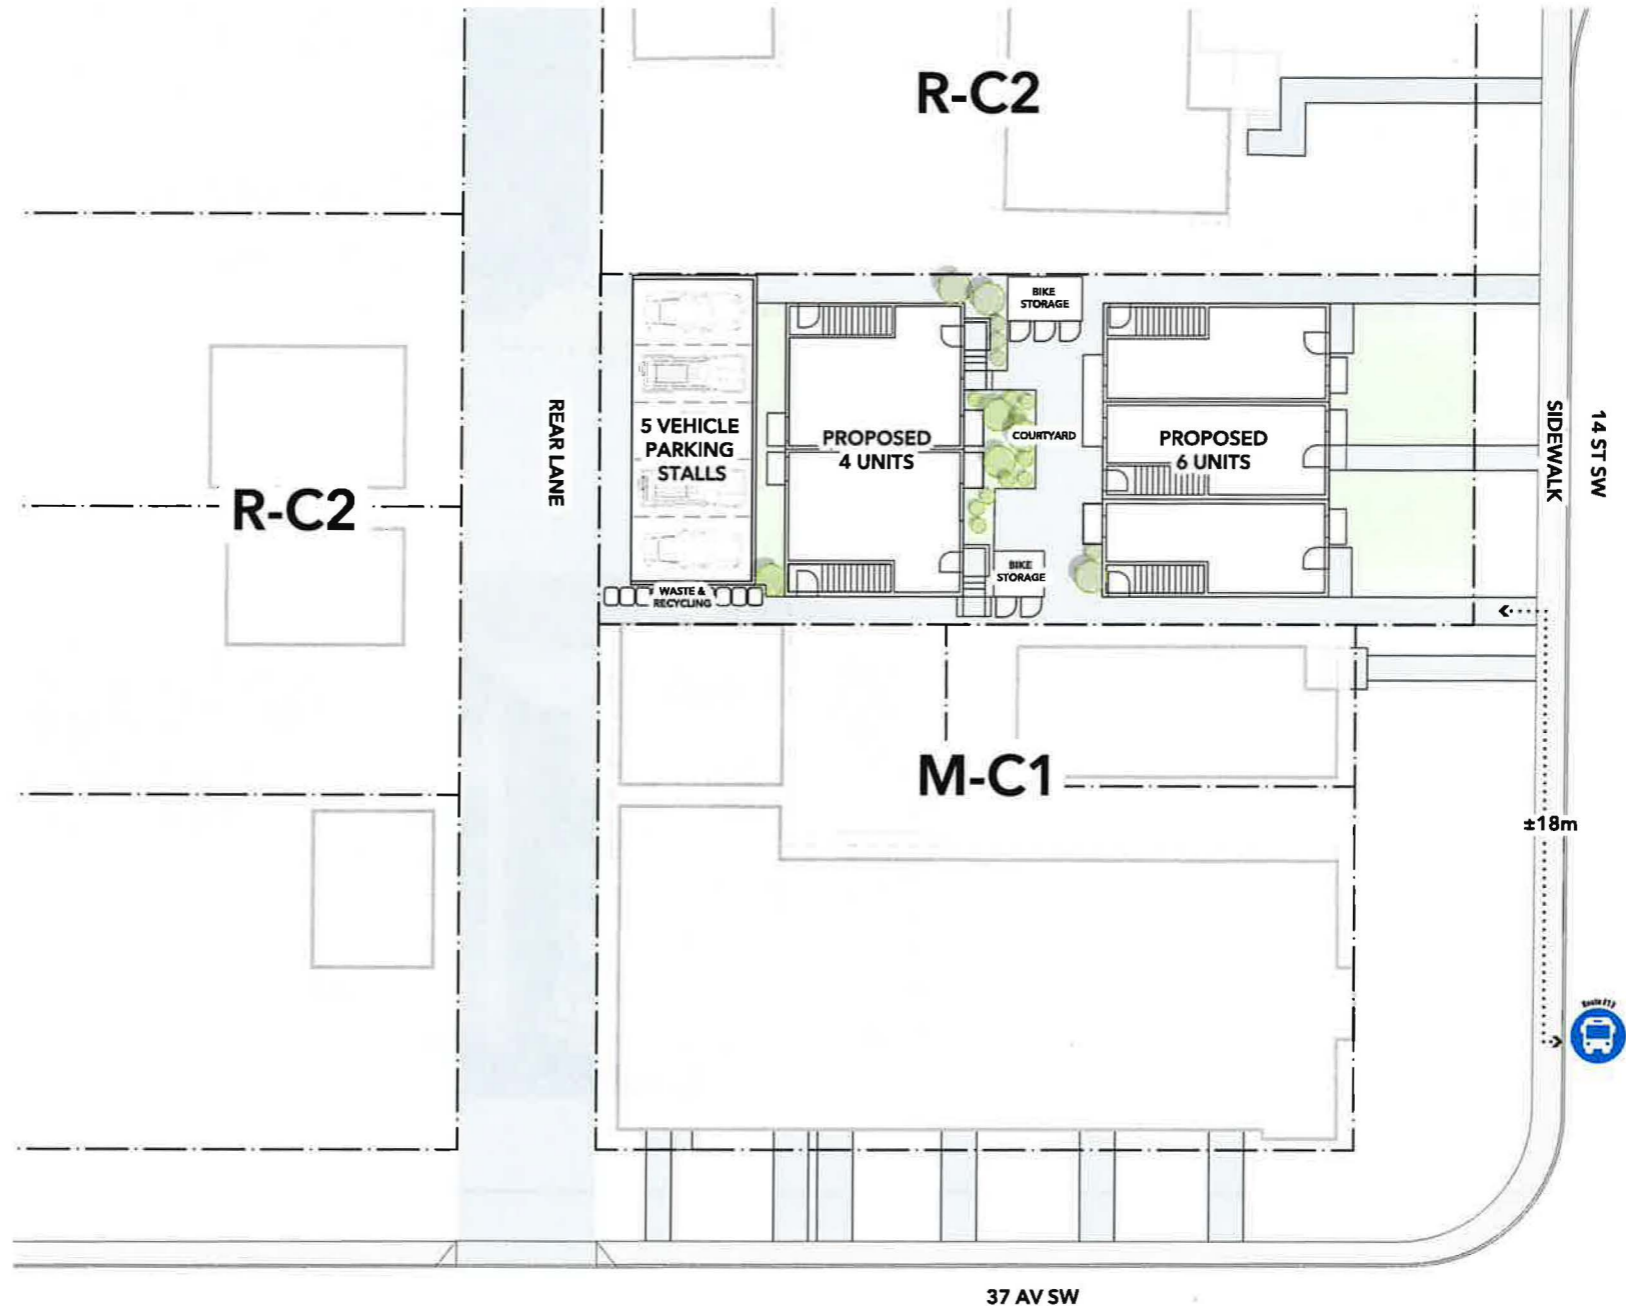 R-C2
BIKE
STORAGE
REAR LANE
5 VEHICLE
PARKING
STALLS
PROPOSED
4 UNITS
COURTYARD
PROPOSED
6 UNITS
SIDEWALK
14 ST SW
R-C2
BIKE
STORAGE
WASTE &
RECYCLING
M-C1
±18m
37 AV SW